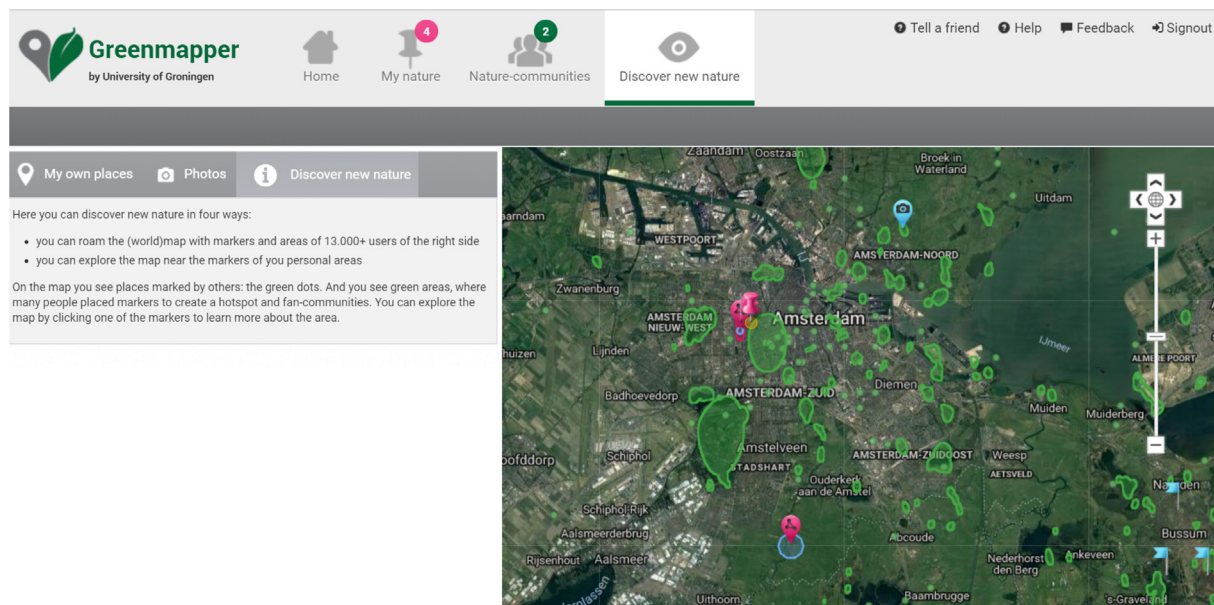 Greenmapper
by University of Groningen
Home
4
My nature
2
Nature-communities
Discover new nature
Tell a friend
Help
Feedback
Signout
My own places
Photos
Discover new nature
Here you can discover new nature in four ways:
• you can roam the (world)map with markers and areas of 13.000+ users of the right side
• you can explore the map near the markers of you personal areas
On the map you see places marked by others: the green dots. And you see green areas, where
many people placed markers to create a hotspot and fan-communities. You can explore the
map by clicking one of the markers to learn more about the area.
Zaandam
Oostzaan
Broek in
Waterland
Uitdam
aarndam
WESTPOORT
IJ
AMSTERDAM-NOORD
Zwanenburg
AMSTERDAM
NIEUW-WEST
Amsterdam
IJmeer
huizen
Lijnden
ALMERE POORT
Badhoevedorp
AMSTERDAM-ZUID
Diemen
Muiden
Muiderberg
oofddorp
Schiphol
Amstelveen
STADSHART
AMSTERDAM-ZUIDOOST
Weesp
AETSVELD
Ouderkerk
aan de Amstel
Naarden
Schiphol-Rijk
Aalsmeerderbrug
Abcoude
Bussum
Rijsenhout
Aalsmeer
Nederhorst
den Berg
Ankeveen
Uithoorn
Baambrugge
's-Graveland